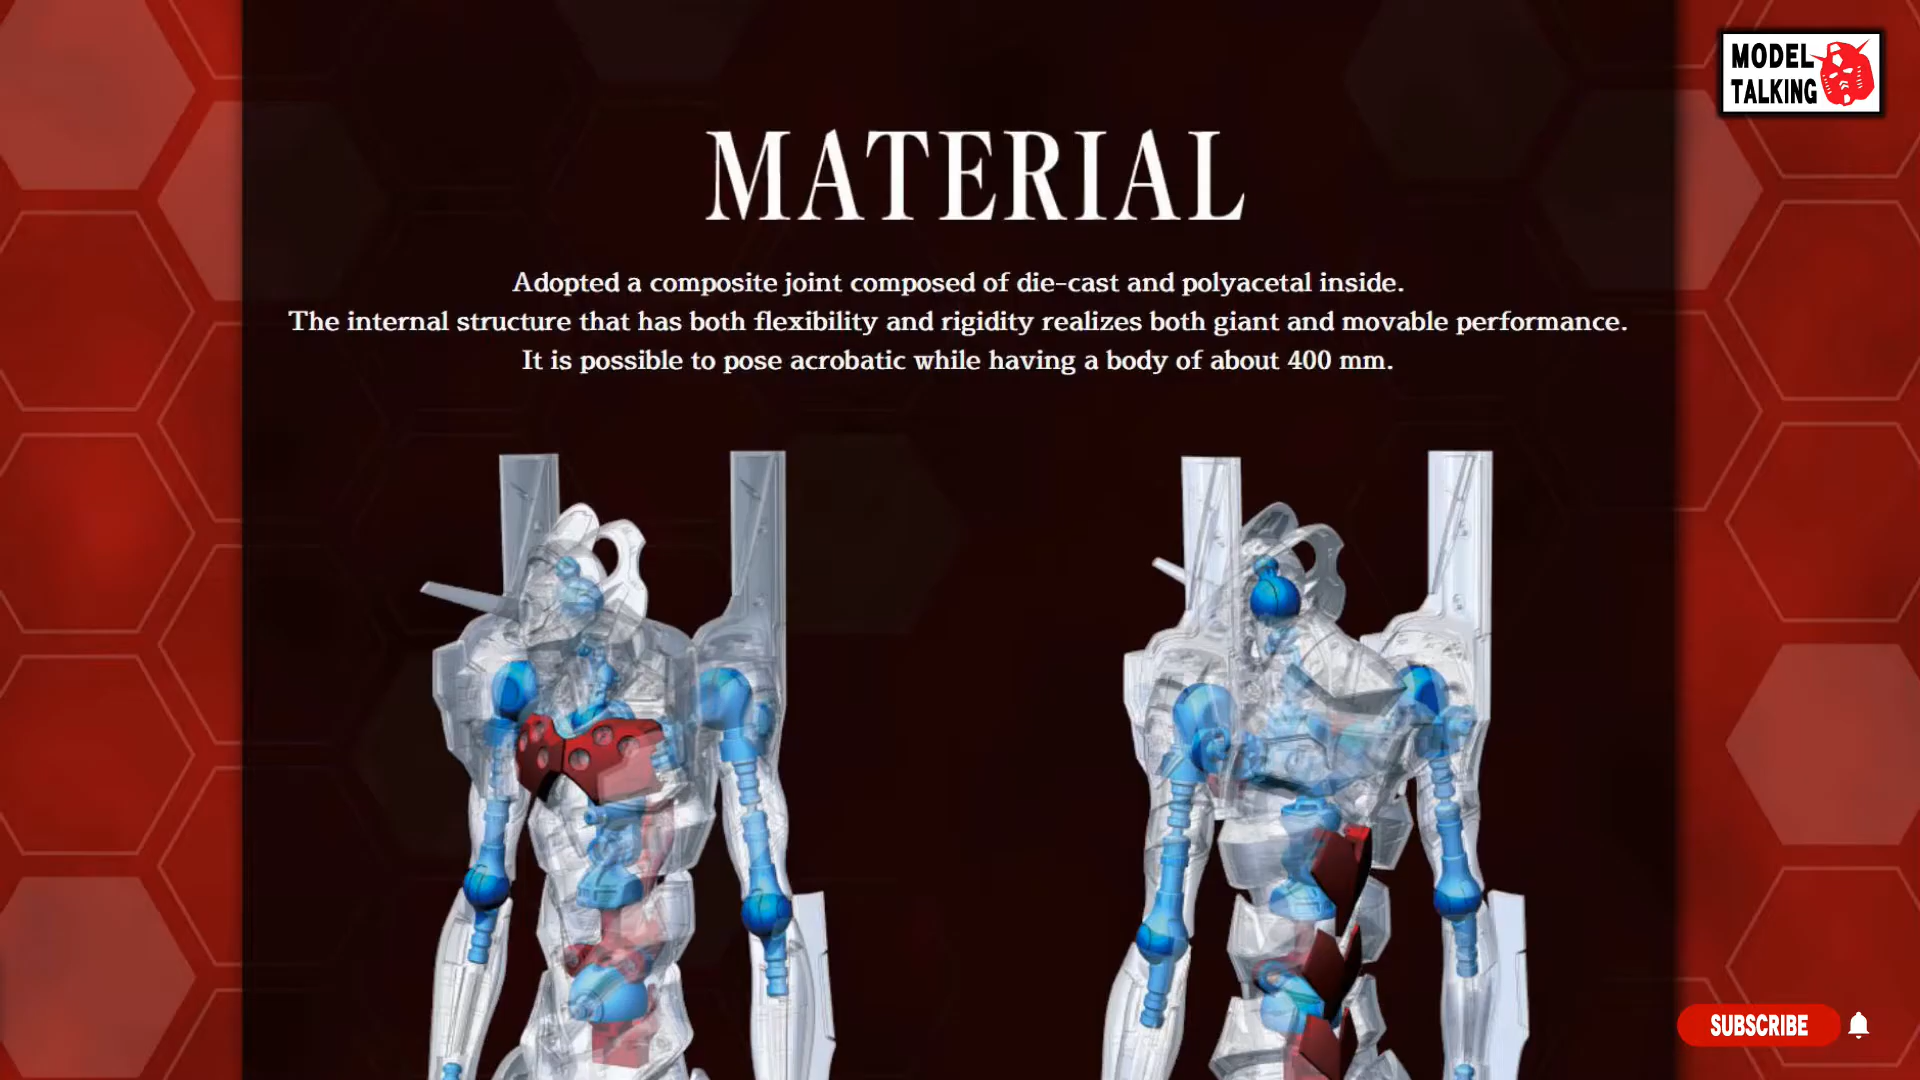 MODEL
TALKING
MATERIAL
Adopted a composite joint composed of die-cast and polyacetal inside.
The internal structure that has both flexibility and rigidity realizes both giant and movable performance.
It is possible to pose acrobatic while having a body of about 400 mm.
SUBSCRIBE